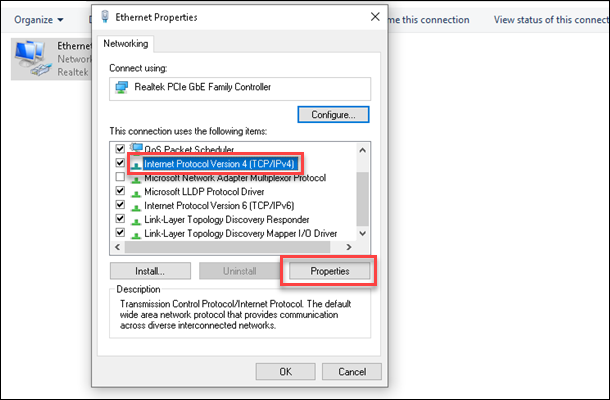 Organize
Ethernet Properties
me this connection
View status of this connec
Ethernet
Network
Realtek
Networking
Connect using:
Realtek PCIe GbE Family Controller
Configure...
This connection uses the following items:
QoS Packet Scheduler
Internet Protocol Version 4 (TCP/IPv4)
Microsoft Network Adapter Multiplexor Protocol
Microsoft LLDP Protocol Driver
Internet Protocol Version 6 (TCP/IPv6)
Link-Layer Topology Discovery Responder
Link-Layer Topology Discovery Mapper I/O Driver
Install...
Uninstall
Properties
Description
Transmission Control Protocol/Internet Protocol. The default
wide area network protocol that provides communication
across diverse interconnected networks.
OK
Cancel